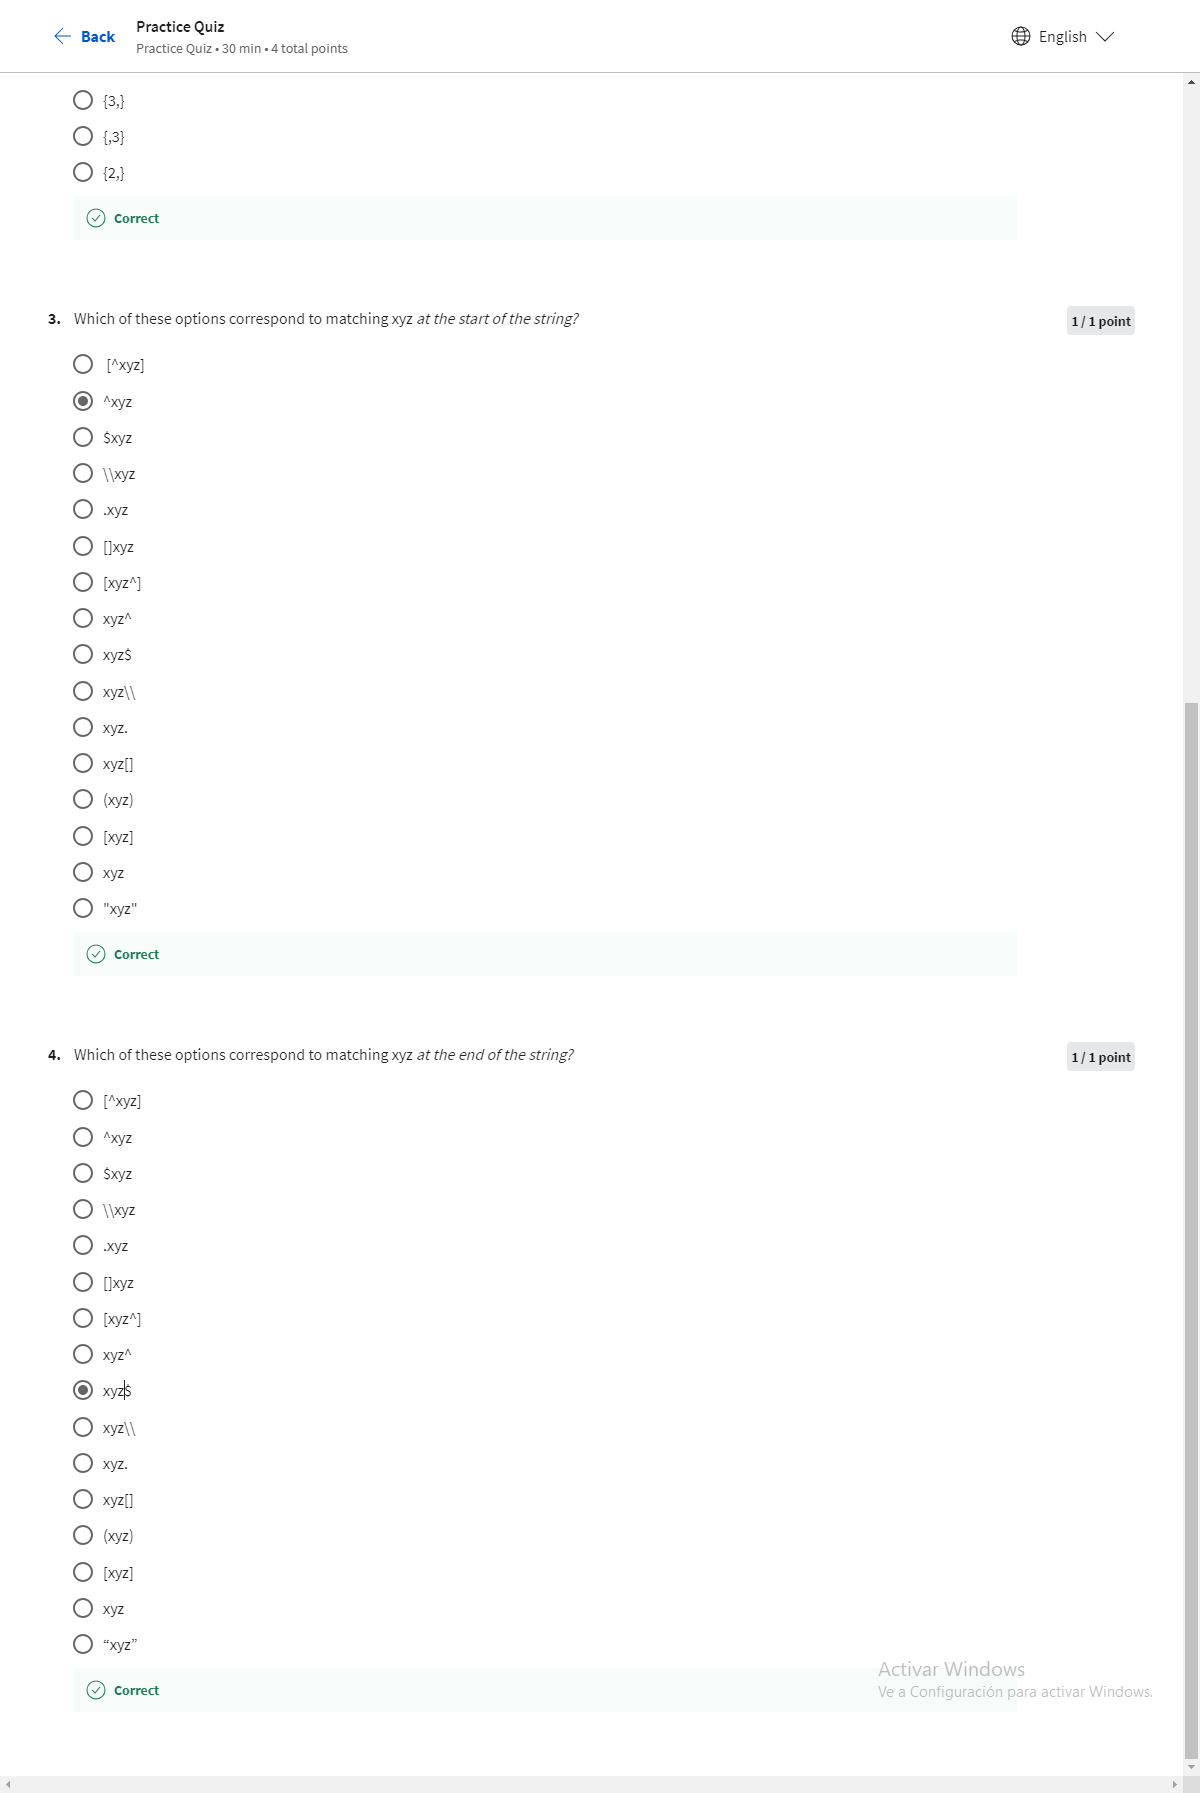 Back
Practice Quiz
Practice Quiz • 30 min • 4 total points
English
{3,}
{,3}
{2,}
Correct
3. Which of these options correspond to matching xyz at the start of the string?
1 / 1 point
[^xyz]
^xyz
$xyz
\\xyz
.xyz
[]xyz
[xyz^]
xyz^
xyz$
xyz\\
xyz.
xyz[]
(xyz)
[xyz]
xyz
"xyz"
Correct
4. Which of these options correspond to matching xyz at the end of the string?
1 / 1 point
[^xyz]
^xyz
$xyz
\\xyz
.xyz
[]xyz
[xyz^]
xyz^
xyz$
xyz\\
xyz.
xyz[]
(xyz)
[xyz]
xyz
“xyz”
Correct
Activar Windows
Ve a Configuración para activar Windows.